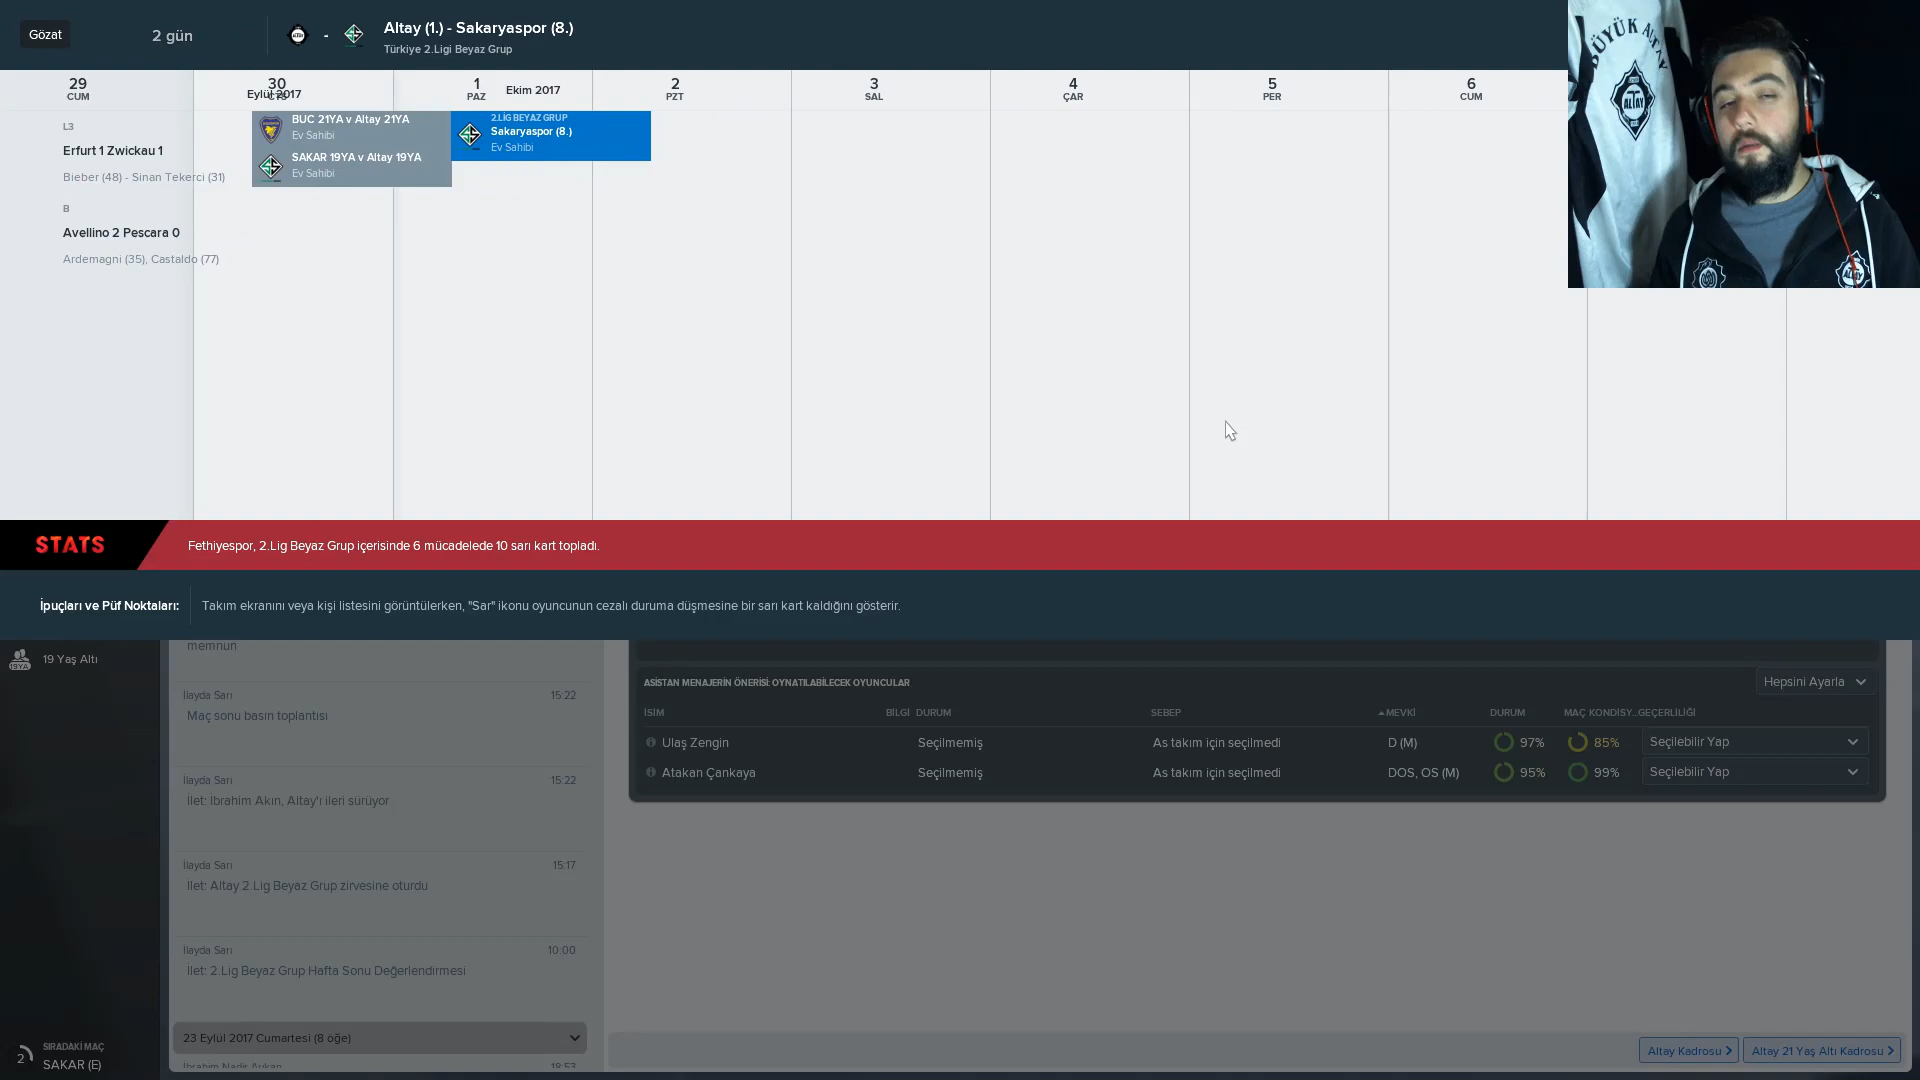 Gözat
2 gün
-
Altay (1.) - Sakaryaspor (8.)
Türkiye 2.Ligi Beyaz Grup
BÜYÜK ALTAY
ALTAY
29
CUM
30
Eylül 2017
1
PAZ
Ekim 2017
2
PZT
3
SAL
4
ÇAR
5
PER
6
CUM
L3
Erfurt 1 Zwickau 1
Bieber (48) - Sinan Tekerci (31)
B
Avellino 2 Pescara 0
Ardemagni (35), Castaldo (77)
BUC 21YA v Altay 21YA
Ev Sahibi
SAKAR 19YA v Altay 19YA
Ev Sahibi
2.LİG BEYAZ GRUP
Sakaryaspor (8.)
Ev Sahibi
STATS
Fethiyespor, 2.Lig Beyaz Grup içerisinde 6 mücadelede 10 sarı kart topladı.
İpuçları ve Püf Noktaları:
Takım ekranını veya kişi listesini görüntülerken, "Sar" ikonu oyuncunun cezalı duruma düşmesine bir sarı kart kaldığını gösterir.
19YA
19 Yaş Altı
memnun
İlayda Sarı 15:22
Maç sonu basın toplantısı
İlayda Sarı 15:22
İlet: İbrahim Akın, Altay'ı ileri sürüyor
İlayda Sarı 15:17
İlet: Altay 2.Lig Beyaz Grup zirvesine oturdu
İlayda Sarı 10:00
İlet: 2.Lig Beyaz Grup Hafta Sonu Değerlendirmesi
23 Eylül 2017 Cumartesi (8 öğe)
İbrahim Nadir Arıkan 18:53
ASİSTAN MENAJERİN ÖNERİSİ: OYNATILABİLECEK OYUNCULAR
Hepsini Ayarla
İSİM BİLGİ DURUM SEBEP MEVKİ DURUM MAÇ KONDİSY... GEÇERLİLİĞİ
Ulaş Zengin Seçilmemiş As takım için seçilmedi D (M) 97% 85% Seçilebilir Yap
Atakan Çankaya Seçilmemiş As takım için seçilmedi DOS, OS (M) 95% 99% Seçilebilir Yap
2
SIRADAKİ MAÇ
SAKAR (E)
Altay Kadrosu
Altay 21 Yaş Altı Kadrosu